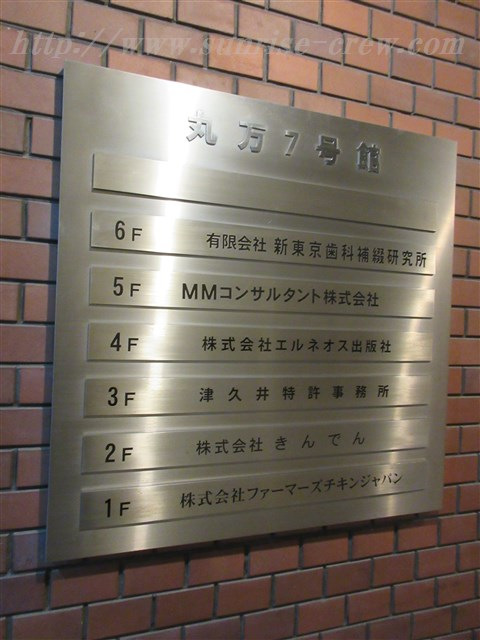 http://www.sunrise-crew.com
丸万7号館
6F 有限会社 新東京歯科補綴研究所
5F MMコンサルタント株式会社
4F 株式会社エルネオス出版社
3F 津久井特許事務所
2F 株式会社きんでん
1F 株式会社ファーマーズチキンジャパン